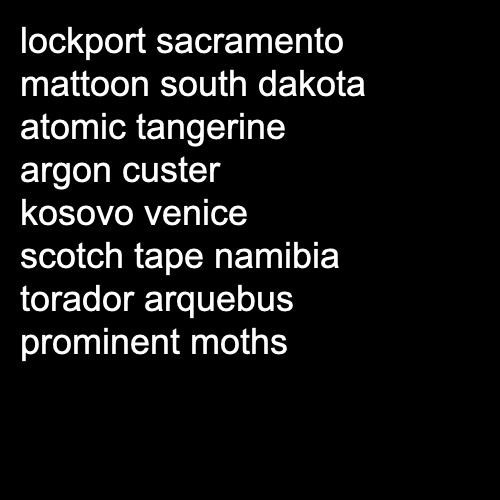 lockport sacramento
mattoon south dakota
atomic tangerine
argon custer
kosovo venice
scotch tape namibia
torador arquebus
prominent moths